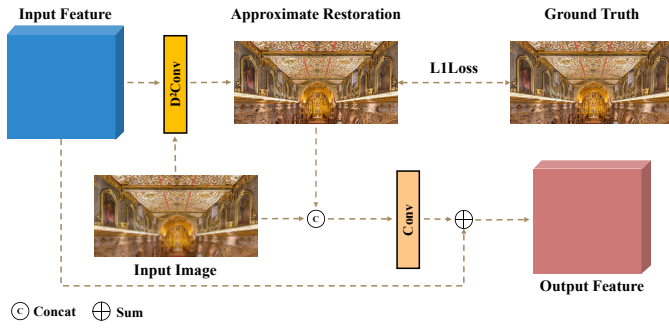 Input Feature
Approximate Restoration
Ground Truth
D²Conv
L1Loss
C
Conv
Input Image
Output Feature
C Concat
Sum